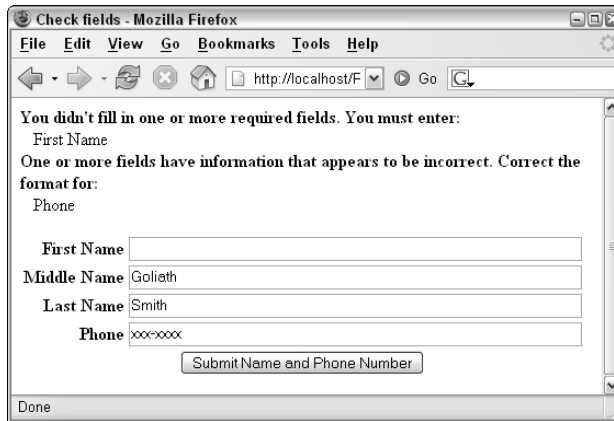 Check fields - Mozilla Firefox
File Edit View Go Bookmarks Tools Help
http://localhost/F Go G
You didn't fill in one or more required fields. You must enter:
First Name
One or more fields have information that appears to be incorrect. Correct the
format for:
Phone
First Name
Middle Name Goliath
Last Name Smith
Phone xxx-xxxx
Submit Name and Phone Number
Done